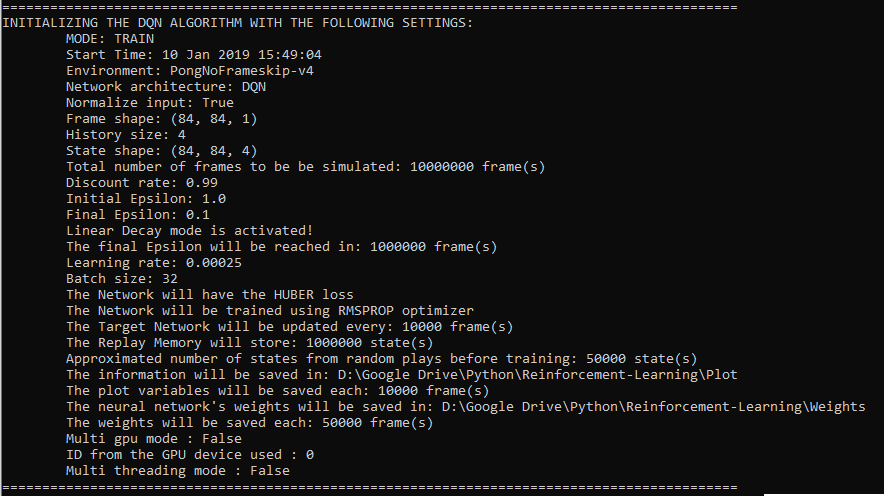 ============================================================================================
INITIALIZING THE DQN ALGORITHM WITH THE FOLLOWING SETTINGS:
MODE: TRAIN
Start Time: 10 Jan 2019 15:49:04
Environment: PongNoFrameskip-v4
Network architecture: DQN
Normalize input: True
Frame shape: (84, 84, 1)
History size: 4
State shape: (84, 84, 4)
Total number of frames to be be simulated: 10000000 frame(s)
Discount rate: 0.99
Initial Epsilon: 1.0
Final Epsilon: 0.1
Linear Decay mode is activated!
The final Epsilon will be reached in: 1000000 frame(s)
Learning rate: 0.00025
Batch size: 32
The Network will have the HUBER loss
The Network will be trained using RMSPROP optimizer
The Target Network will be updated every: 10000 frame(s)
The Replay Memory will store: 1000000 state(s)
Approximated number of states from random plays before training: 50000 state(s)
The information will be saved in: D:\Google Drive\Python\Reinforcement-Learning\Plot
The plot variables will be saved each: 10000 frame(s)
The neural network's weights will be saved in: D:\Google Drive\Python\Reinforcement-Learning\Weights
The weights will be saved each: 50000 frame(s)
Multi gpu mode : False
ID from the GPU device used : 0
Multi threading mode : False
============================================================================================